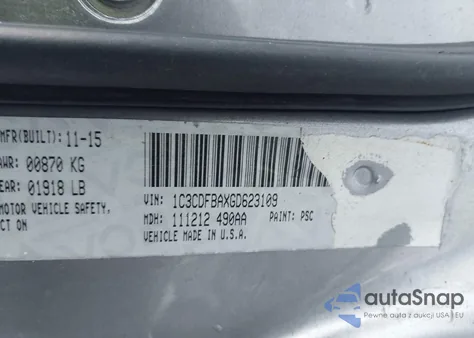 MFR(BUILT): 11-15
AWR: 00870 KG
EAR: 01918 LB
MOTOR VEHICLE SAFETY,
CT ON
VIN: 1C3CDFBAXGD623109
MDH: 111212 490AA PAINT: PSC
VEHICLE MADE IN U.S.A.
autoSnap
Pewne auta z aukcji USA i EU